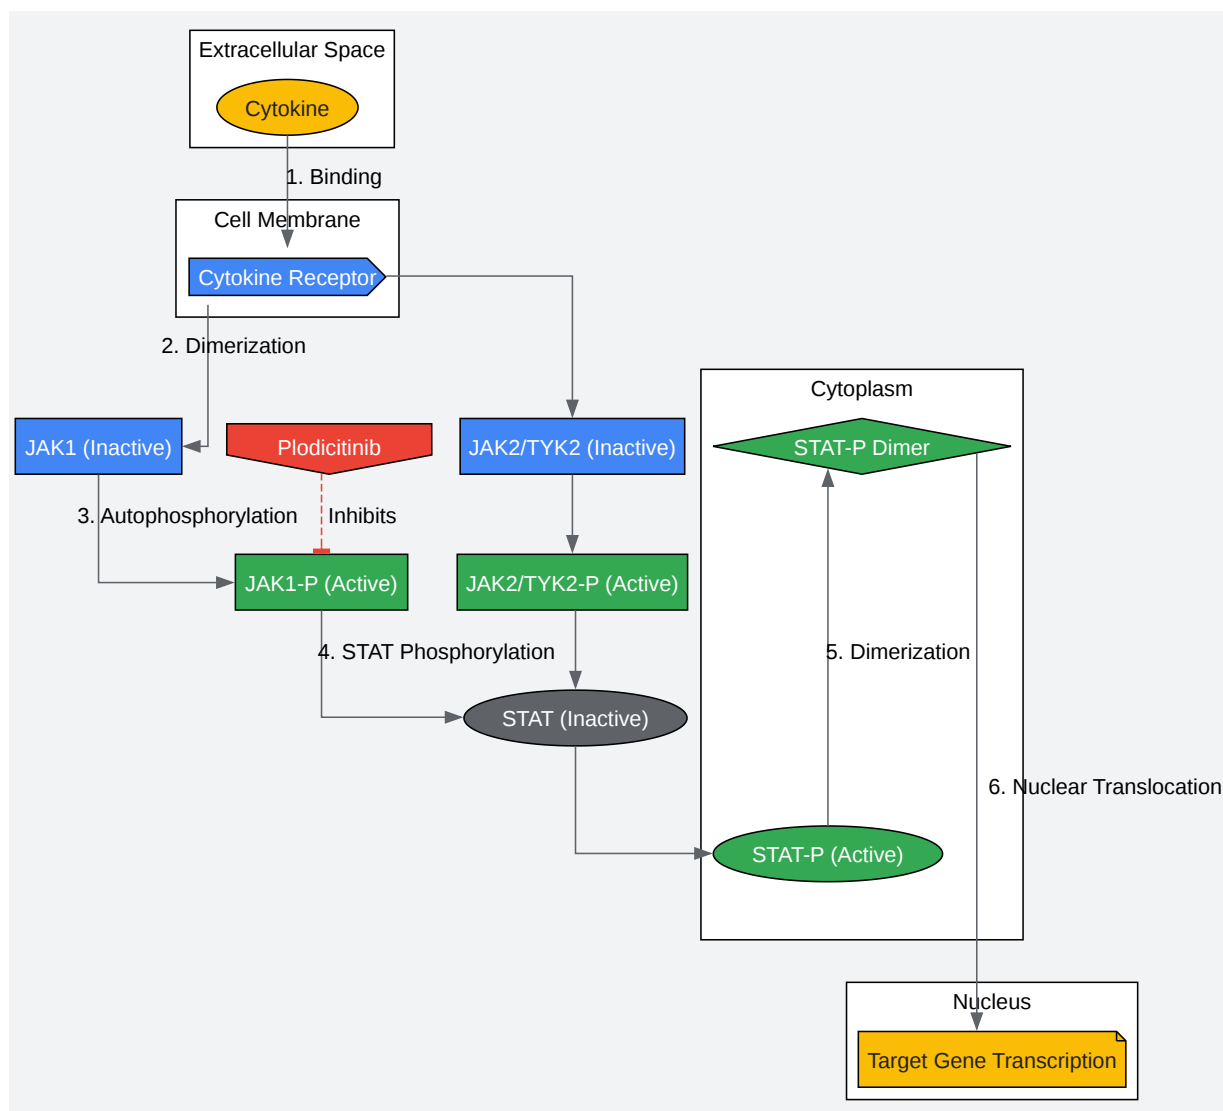 Extracellular Space
Cytokine
1. Binding
Cell Membrane
Cytokine Receptor
2. Dimerization
Cytoplasm
JAK1 (Inactive)
Plodicitinib
JAK2/TYK2 (Inactive)
STAT-P Dimer
3. Autophosphorylation
Inhibits
JAK1-P (Active)
JAK2/TYK2-P (Active)
4. STAT Phosphorylation
5. Dimerization
STAT (Inactive)
6. Nuclear Translocation
STAT-P (Active)
Nucleus
Target Gene Transcription